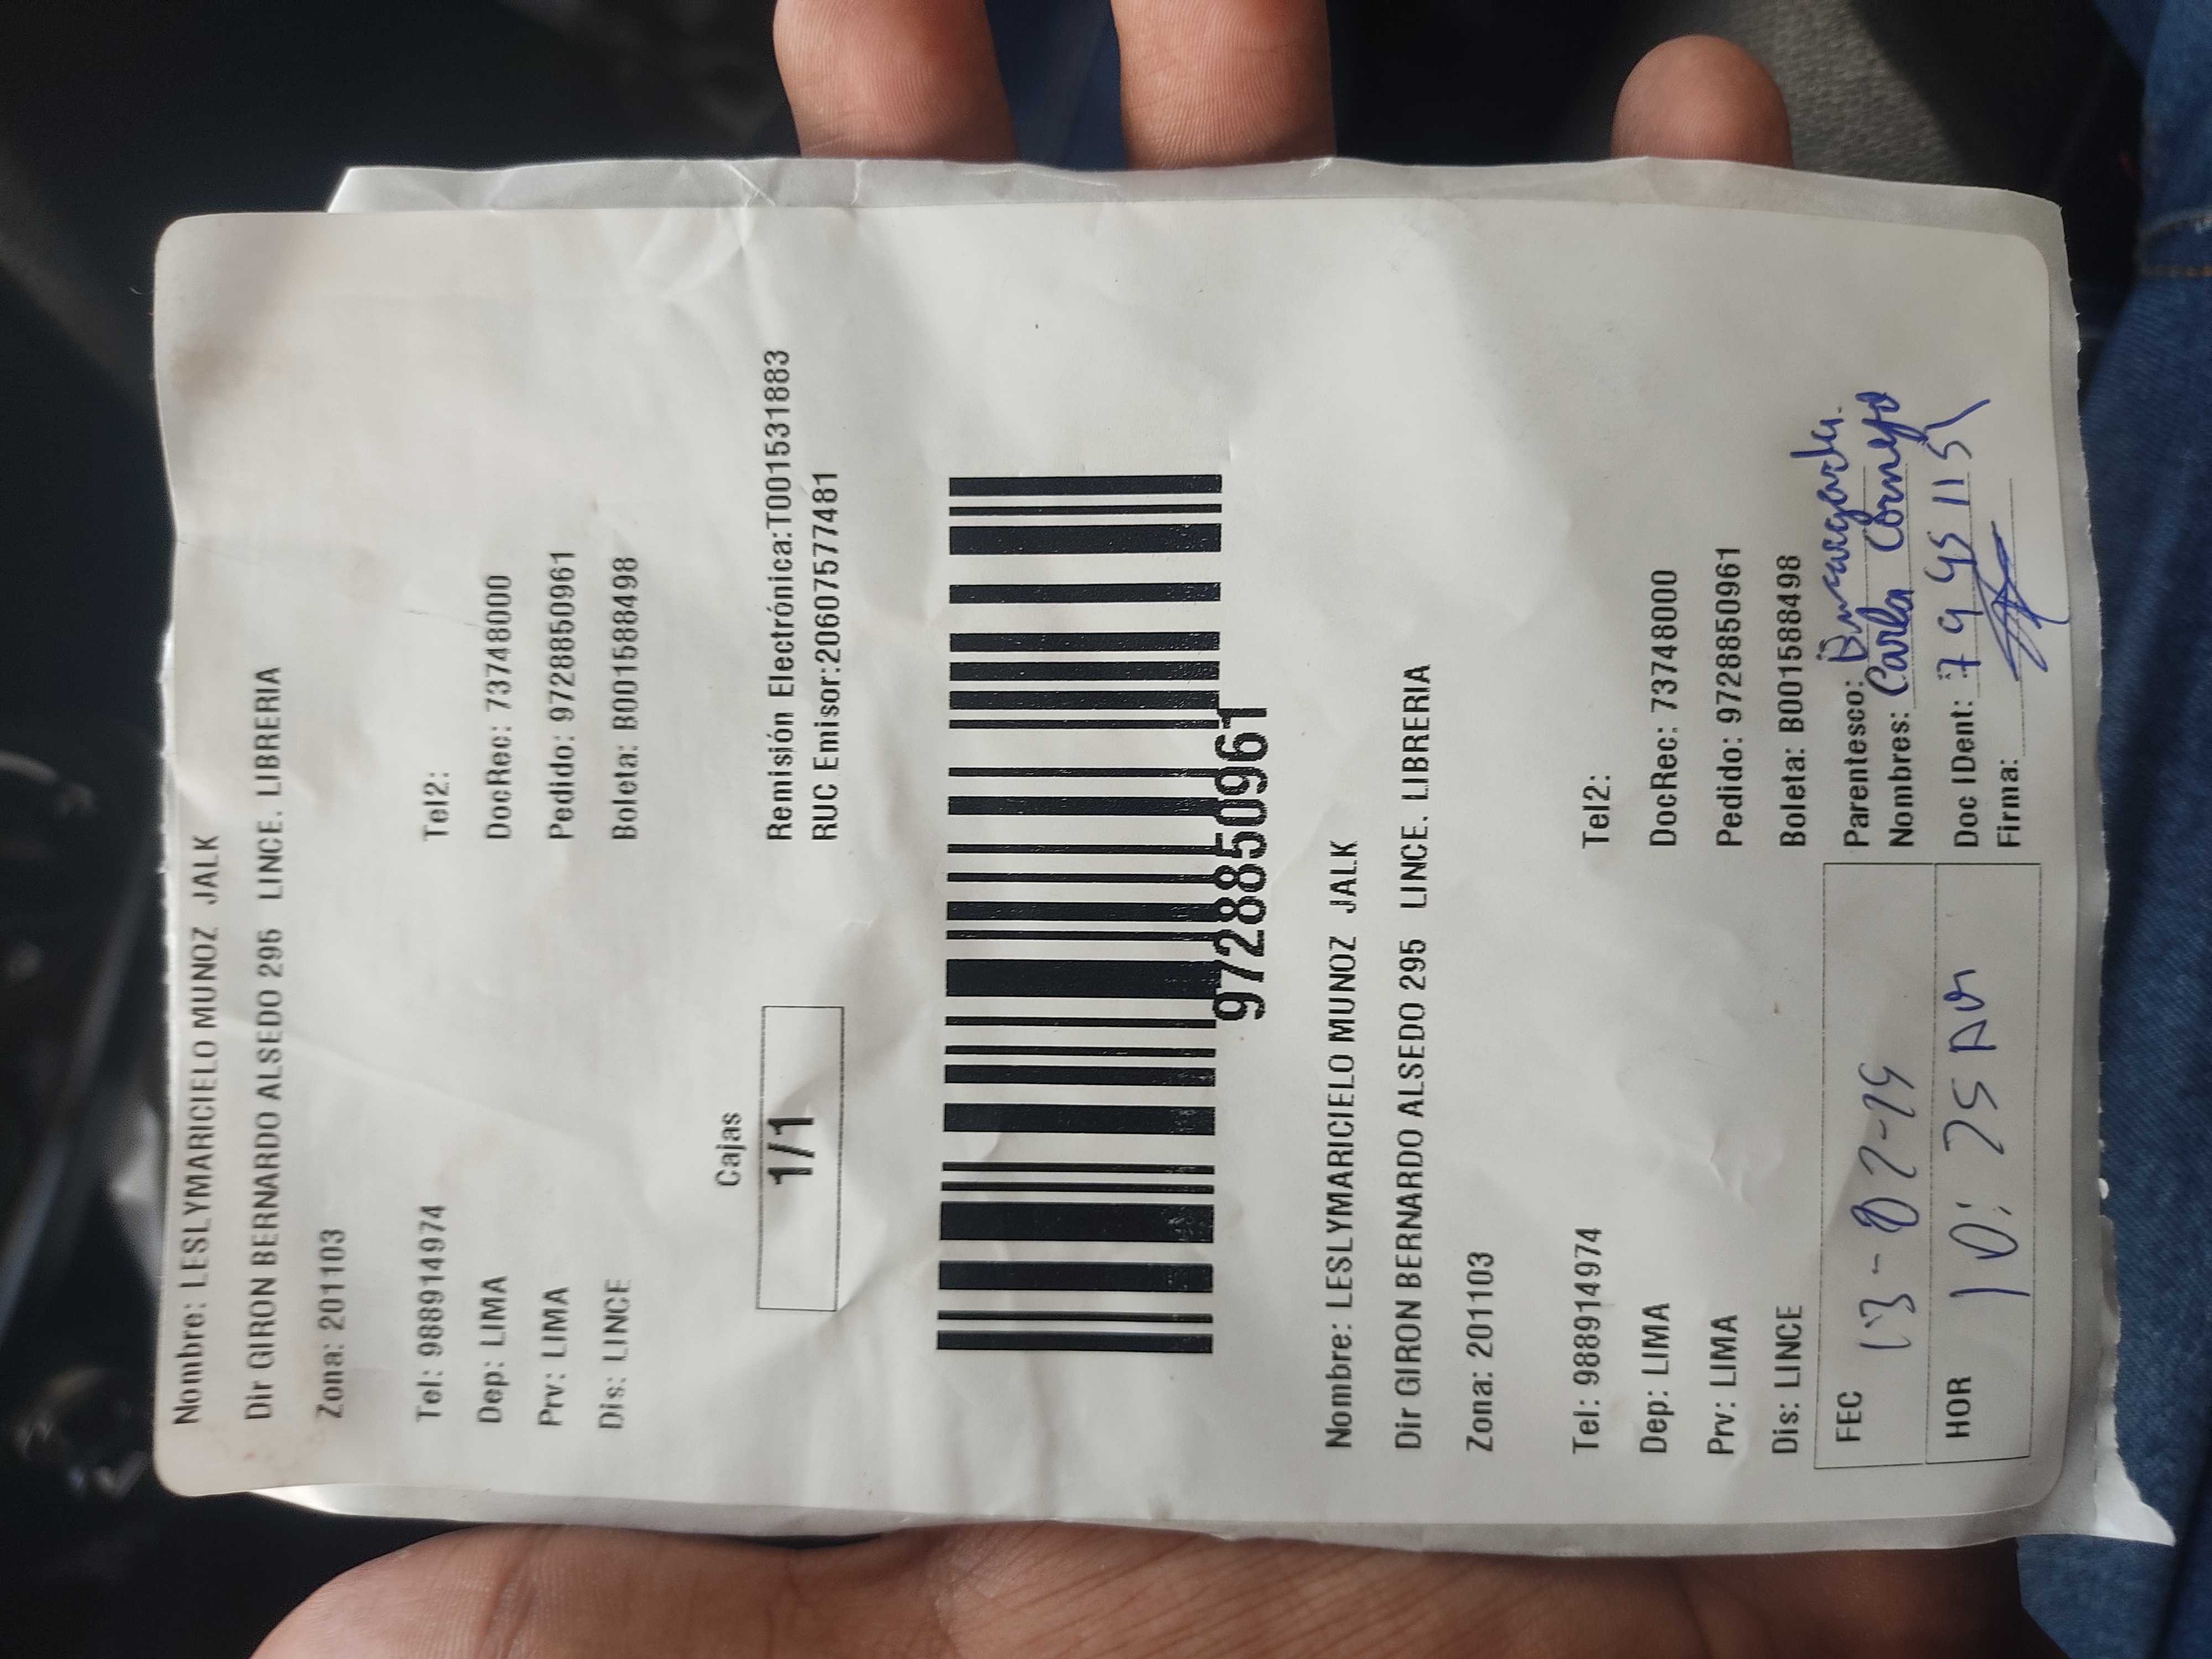 Nombre: LESLYMARICIELO MUNOZ JALK
Dir GIRON BERNARDO ALSEDO 295 LINCE. LIBRERIA
Zona: 201103
Tel: 988914974 Tel2:
Dep: LIMA DocRec: 73748000
Prv: LIMA Pedido: 9728850961
Dis: LINCE Boleta: B001588498
Cajas
1/1
Remisión Electrónica:T001531883
RUC Emisor:20607577481
9728850961
Nombre: LESLYMARICIELO MUNOZ JALK
Dir GIRON BERNARDO ALSEDO 295 LINCE. LIBRERIA
Zona: 201103
Tel: 988914974 Tel2:
Dep: LIMA DocRec: 73748000
Prv: LIMA Pedido: 9728850961
Dis: LINCE Boleta: B001588498
FEC
HOR 10:25 AM
Parentesco:
Nombres: Carla Cornejo
Doc IDent:
Firma: